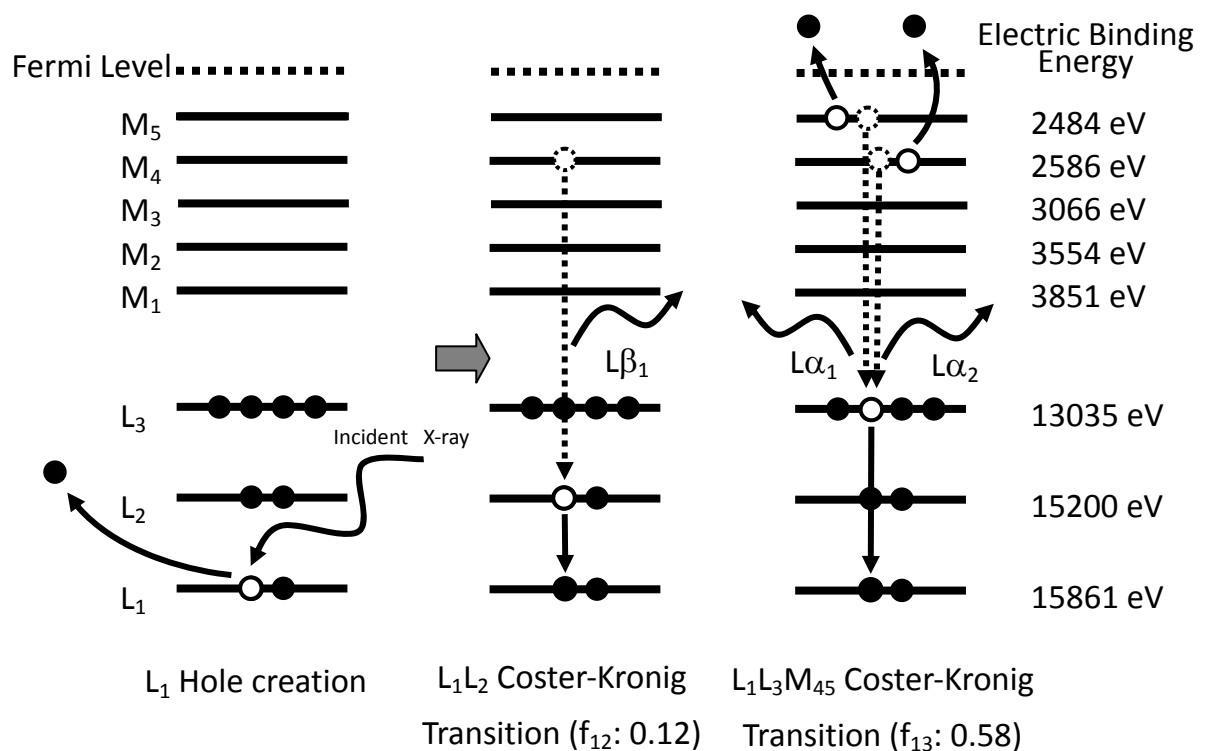 Electric Binding
Energy
Fermi Level
M5 2484 eV
M4 2586 eV
M3 3066 eV
M2 3554 eV
M1 3851 eV
Lβ1
Lα1 Lα2
L3 13035 eV
Incident X-ray
L2 15200 eV
L1 15861 eV
L1 Hole creation
L1L2 Coster-Kronig
Transition (f12: 0.12)
L1L3M45 Coster-Kronig
Transition (f13: 0.58)